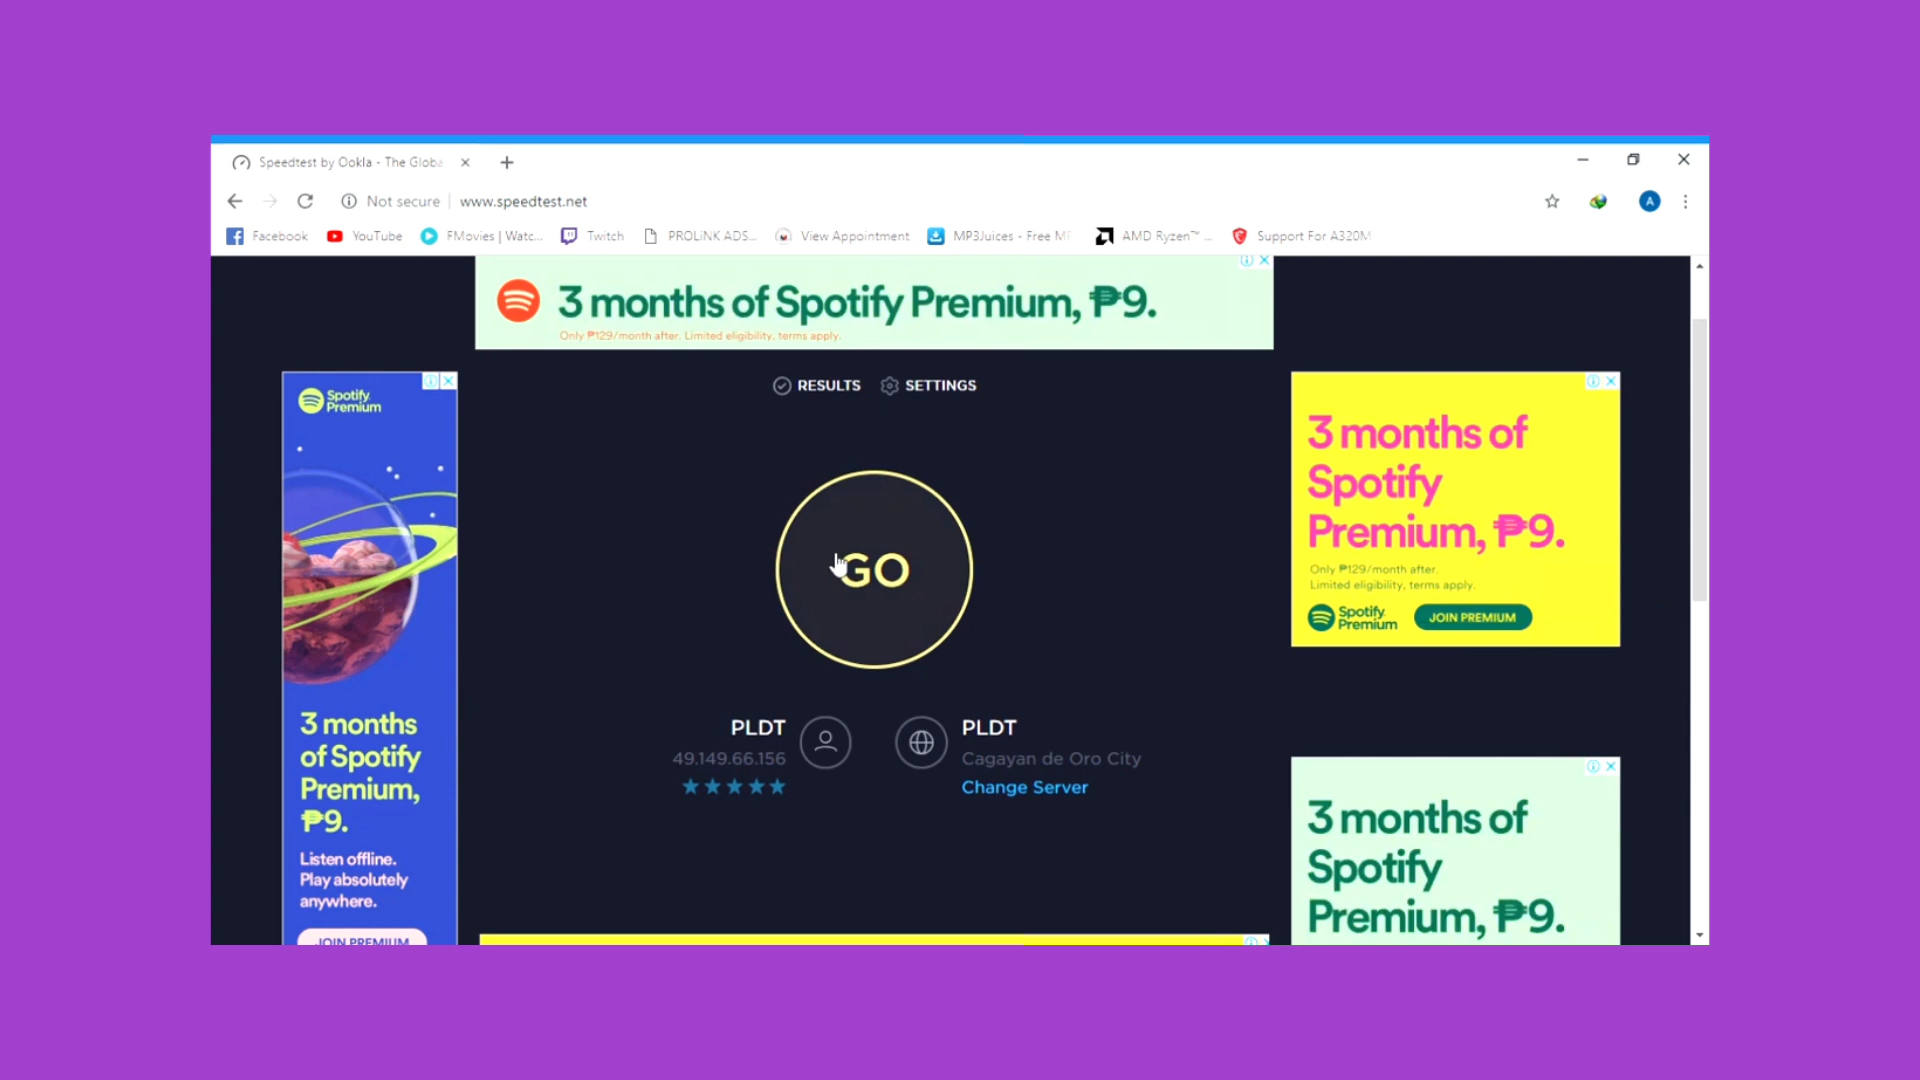 Speedtest by Ookla - The Globa
Not secure
www.speedtest.net
A
Facebook
YouTube
FMovies | Watc...
Twitch
PROLiNK ADS...
View Appointment
MP3Juices - Free MP
AMD Ryzen™ ...
Support For A320M
3 months of Spotify Premium, ₱9.
Only ₱129/month after. Limited eligibility, terms apply.
RESULTS
SETTINGS
Spotify
Premium
3 months
of Spotify
Premium,
₱9.
Listen offline.
Play absolutely
anywhere.
JOIN PREMIUM
GO
PLDT
49.149.66.156
PLDT
Cagayan de Oro City
Change Server
3 months of
Spotify
Premium, ₱9.
Only ₱129/month after.
Limited eligibility, terms apply.
Spotify
Premium
JOIN PREMIUM
3 months of
Spotify
Premium, ₱9.